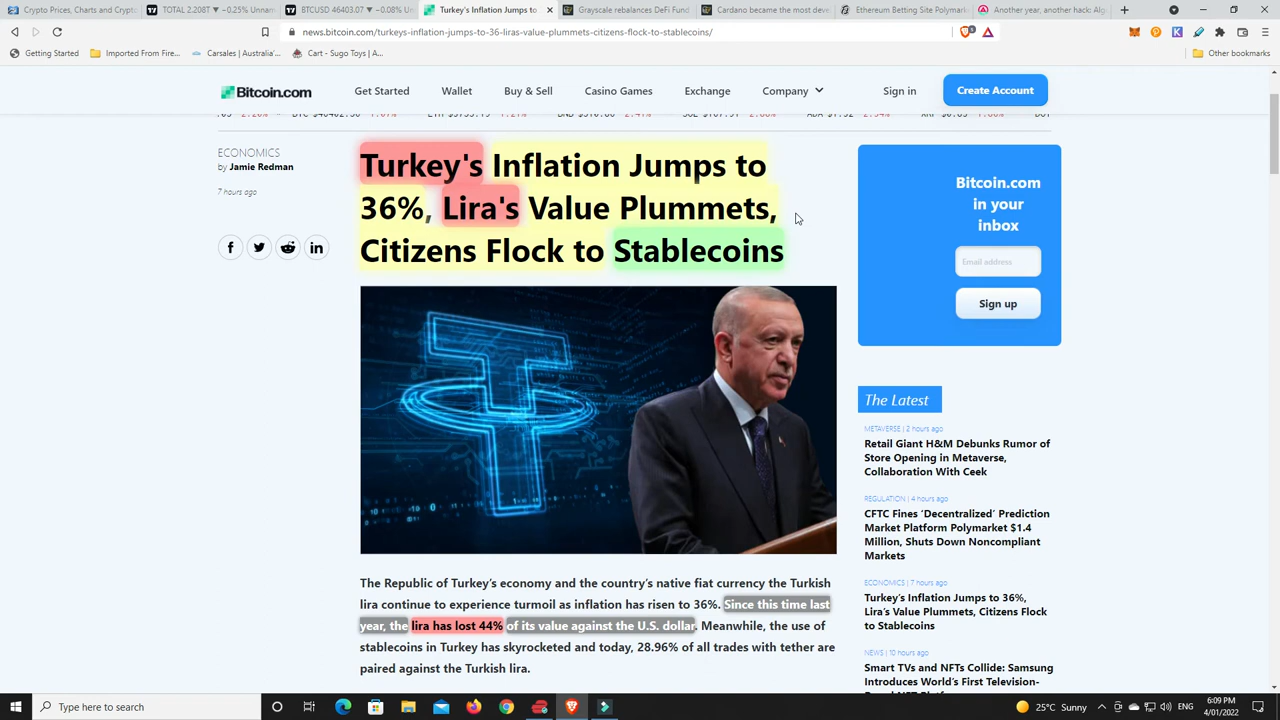 Crypto Prices, Charts and Crypto
TOTAL 2.208T ▼ +0.25% Unnam
BTCUSD 46403.07 ▼ +0.08% Un
Turkey's Inflation Jumps to
Grayscale rebalances DeFi Fund
Cardano became the most deve
Ethereum Betting Site Polymark
Another year, another hack: Alg
news.bitcoin.com/turkeys-inflation-jumps-to-36-liras-value-plummets-citizens-flock-to-stablecoins/
Getting Started
Imported From Fire...
Carsales | Australia'...
Cart - Sugo Toys | A...
Other bookmarks
Bitcoin.com
Get Started
Wallet
Buy & Sell
Casino Games
Exchange
Company
Sign in
Create Account
ECONOMICS
by Jamie Redman
7 hours ago
Turkey's Inflation Jumps to
36%, Lira's Value Plummets,
Citizens Flock to Stablecoins
The Republic of Turkey's economy and the country's native fiat currency the Turkish
lira continue to experience turmoil as inflation has risen to 36%. Since this time last
year, the lira has lost 44% of its value against the U.S. dollar. Meanwhile, the use of
stablecoins in Turkey has skyrocketed and today, 28.96% of all trades with tether are
paired against the Turkish lira.
Bitcoin.com
in your
inbox
Email address
Sign up
The Latest
METAVERSE | 2 hours ago
Retail Giant H&M Debunks Rumor of
Store Opening in Metaverse,
Collaboration With Ceek
REGULATION | 4 hours ago
CFTC Fines 'Decentralized' Prediction
Market Platform Polymarket $1.4
Million, Shuts Down Noncompliant
Markets
ECONOMICS | 7 hours ago
Turkey's Inflation Jumps to 36%,
Lira's Value Plummets, Citizens Flock
to Stablecoins
NEWS | 10 hours ago
Smart TVs and NFTs Collide: Samsung
Introduces World's First Television-
Type here to search
25°C Sunny
ENG
6:09 PM
4/01/2022